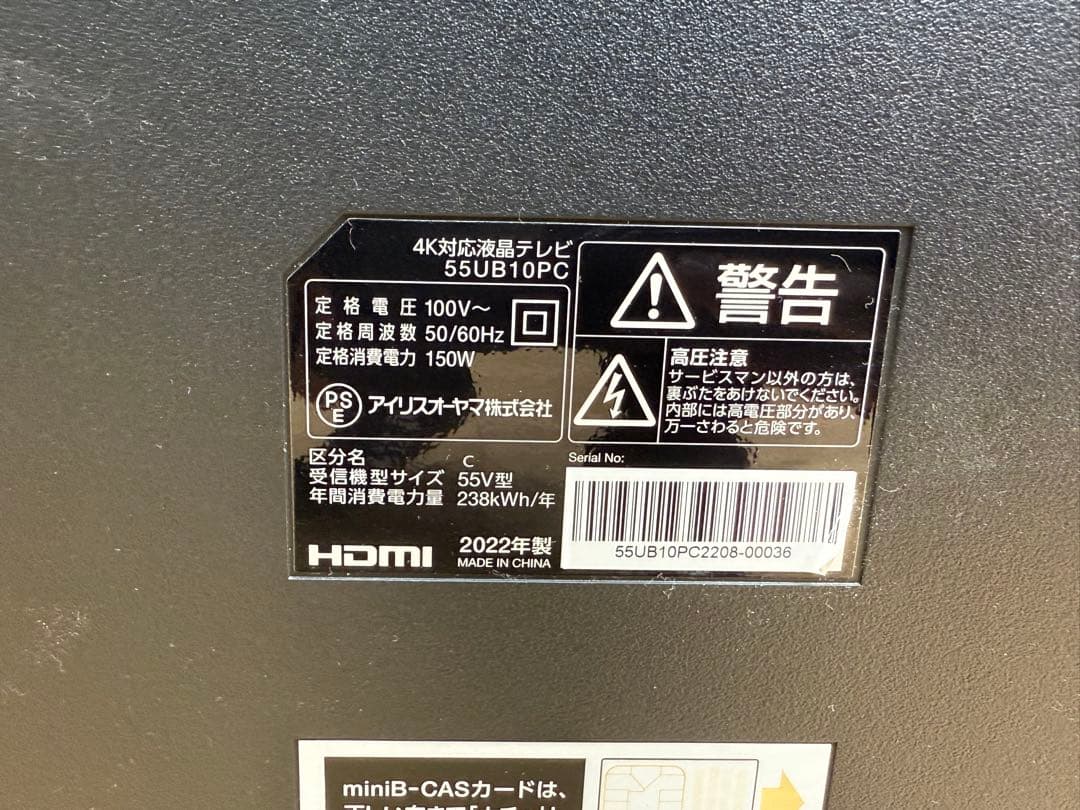 4K対応液晶テレビ
55UB10PC
定格電圧 100V～
定格周波数 50/60Hz
定格消費電力 150W
PSE アイリスオーヤマ株式会社
区分名 C
受信機型サイズ 55V型
年間消費電力量 238kWh/年
HDMI
2022年製
MADE IN CHINA
警告
高圧注意
サービスマン以外の方は、
裏ぶたをあけないでください。
内部には高電圧部分があり、
万一さわると危険です。
Serial No:
55UB10PC2208-00036
miniB-CASカードは、